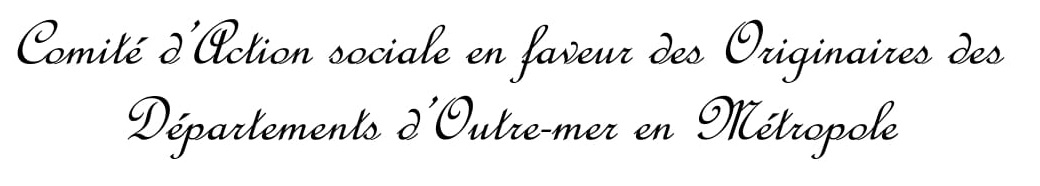 Comité d'Action sociale en faveur des Originaires des
Départements d'Outre-mer en Métropole